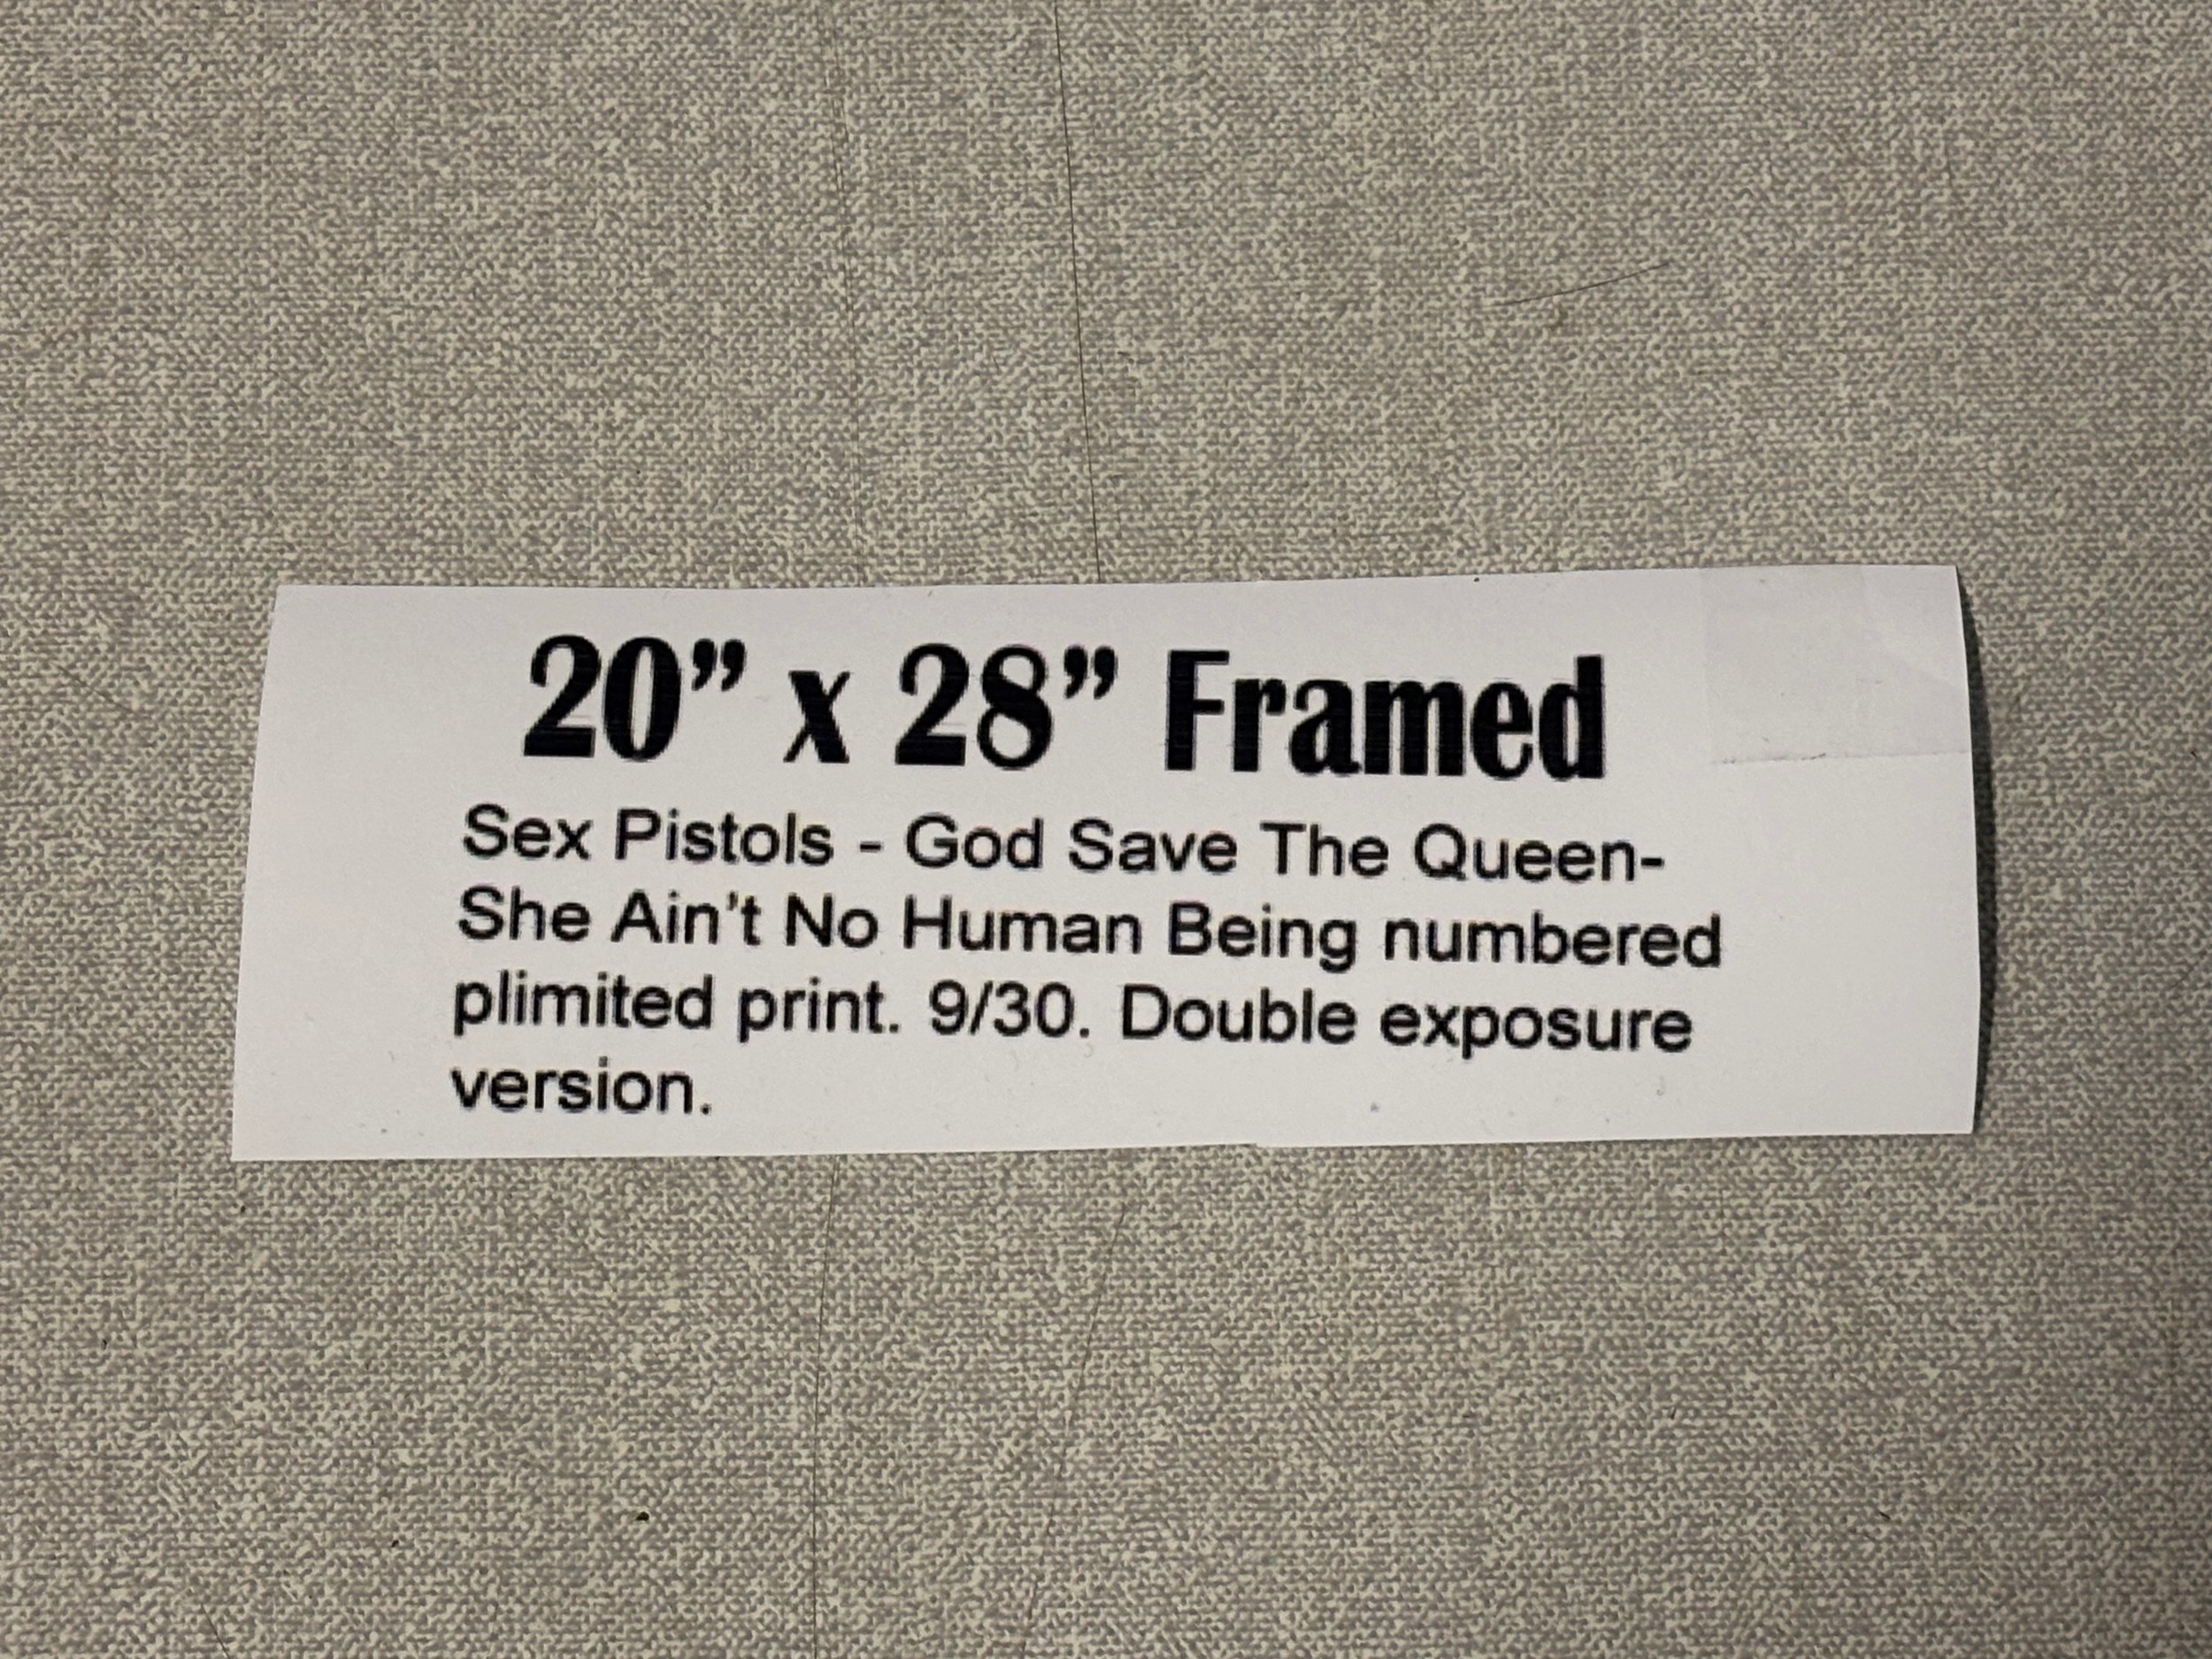 20” x 28” Framed
Sex Pistols - God Save The Queen-
She Ain't No Human Being numbered
plimited print. 9/30. Double exposure
version.